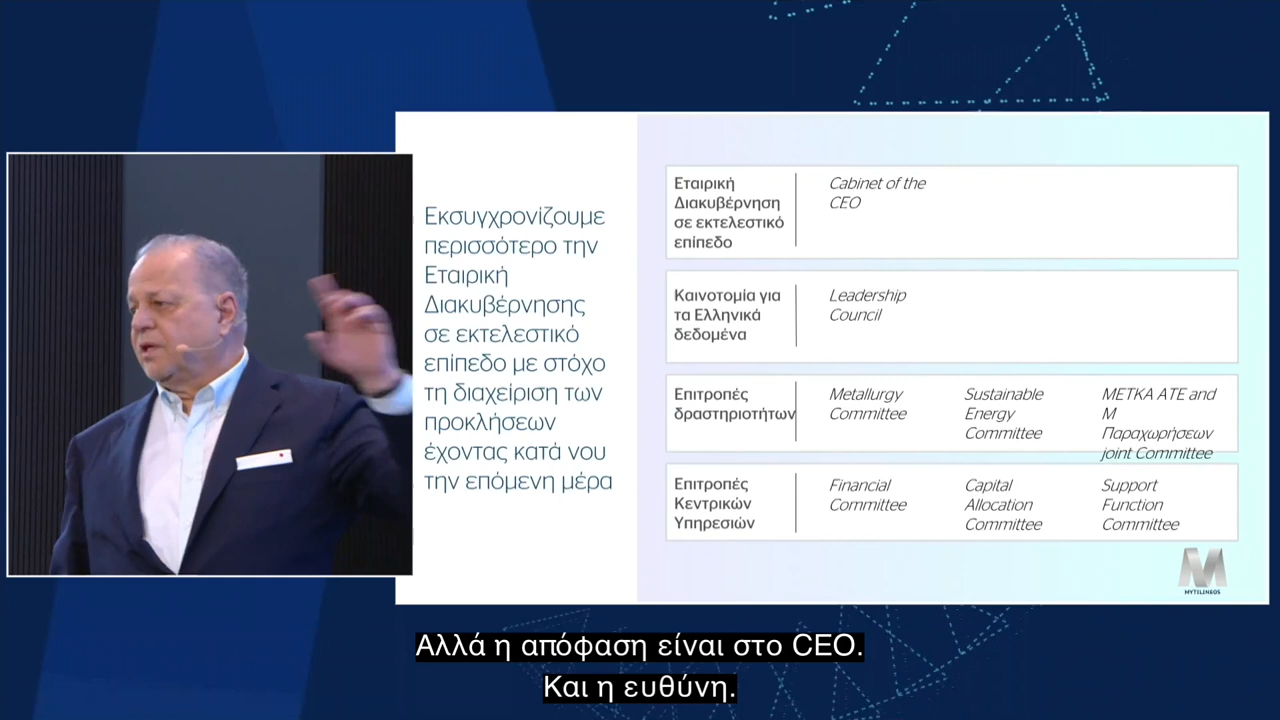 Εκσυγχρονίζουμε
περισσότερο την
Εταιρική
Διακυβέρνησης
σε εκτελεστικό
επίπεδο με στόχο
τη διαχείριση των
προκλήσεων
έχοντας κατά νου
την επόμενη μέρα
Εταιρική
Διακυβέρνηση
σε εκτελεστικό
επίπεδο
Cabinet of the
CEO
Καινοτομία για
τα Ελληνικά
δεδομένα
Leadership
Council
Επιτροπές
δραστηριοτήτων
Metallurgy
Committee
Sustainable
Energy
Committee
METKA ATE and
M
Παραχωρήσεων
joint Committee
Επιτροπές
Κεντρικών
Υπηρεσιών
Financial
Committee
Capital
Allocation
Committee
Support
Function
Committee
MYTILINEOS
Αλλά η απόφαση είναι στο CEO.
Και η ευθύνη.